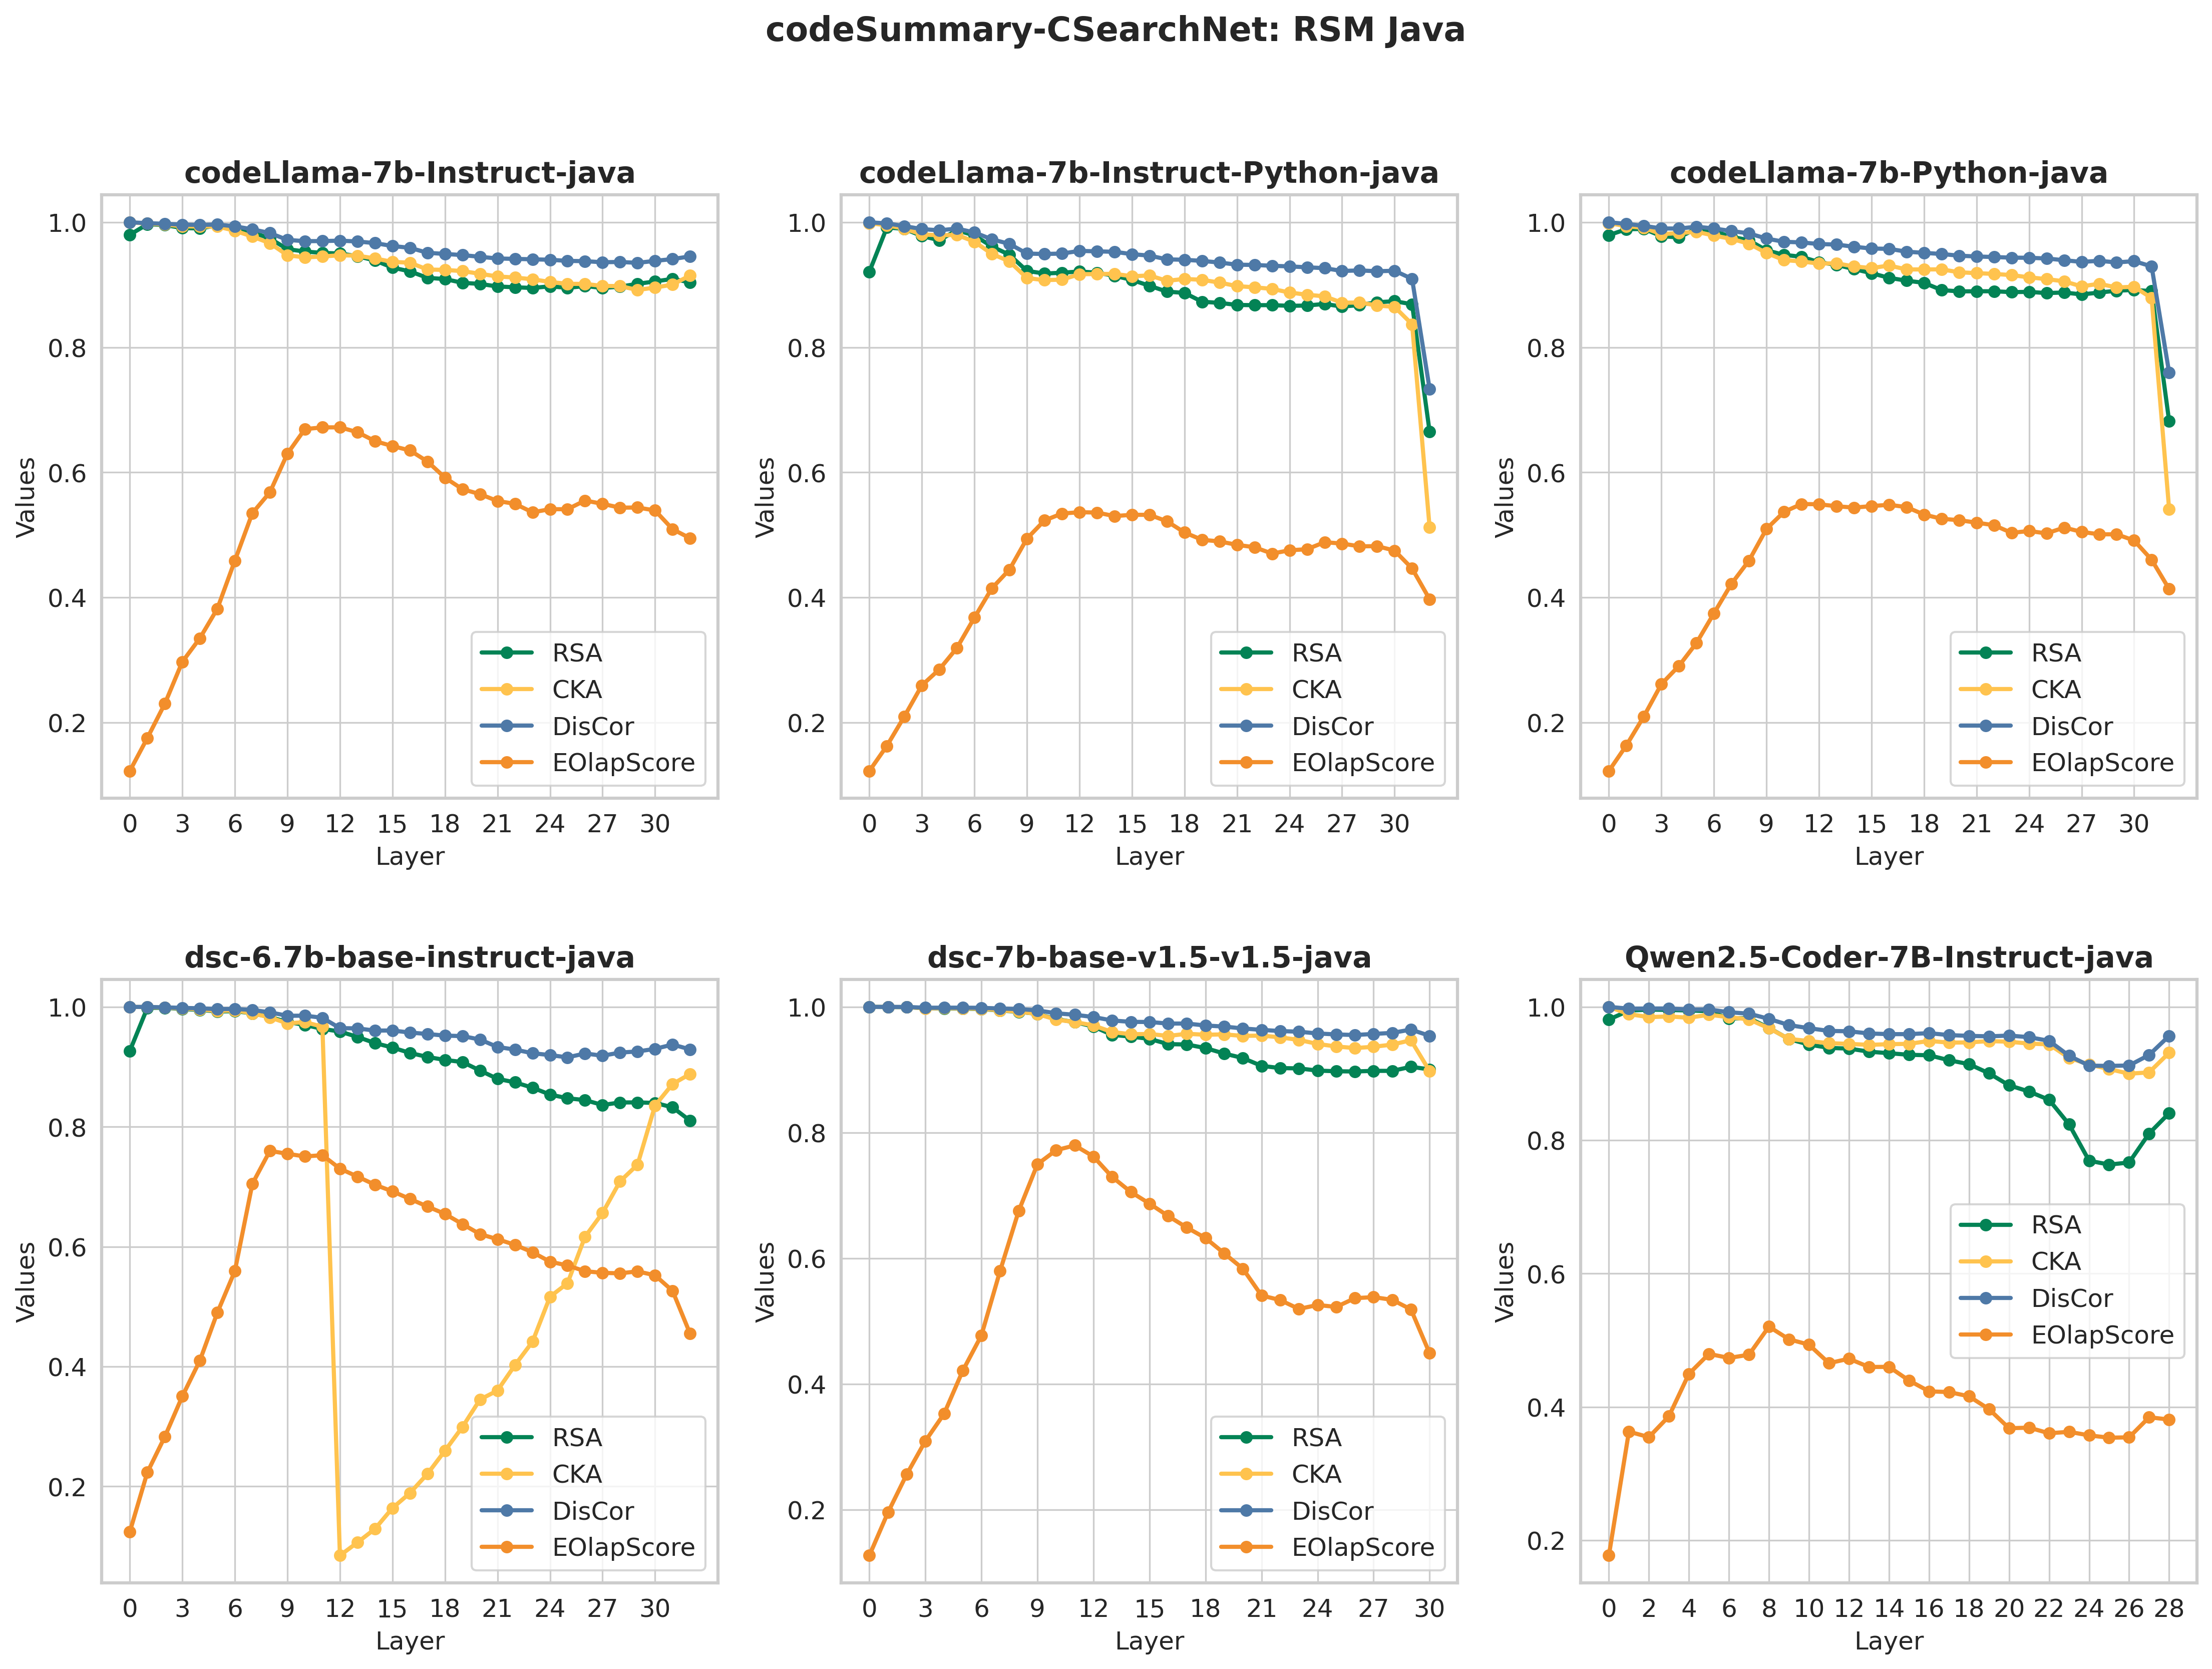 codeSummary-CSearchNet: RSM Java
codeLlama-7b-Instruct-java
1.0
0.8
0.6
0.4
0.2
Values
0 3 6 9 12 15 18 21 24 27 30
Layer
RSA
CKA
DisCor
EOlapScore
codeLlama-7b-Instruct-Python-java
1.0
0.8
0.6
0.4
0.2
Values
0 3 6 9 12 15 18 21 24 27 30
Layer
RSA
CKA
DisCor
EOlapScore
codeLlama-7b-Python-java
1.0
0.8
0.6
0.4
0.2
Values
0 3 6 9 12 15 18 21 24 27 30
Layer
RSA
CKA
DisCor
EOlapScore
dsc-6.7b-base-instruct-java
1.0
0.8
0.6
0.4
0.2
Values
0 3 6 9 12 15 18 21 24 27 30
Layer
RSA
CKA
DisCor
EOlapScore
dsc-7b-base-v1.5-v1.5-java
1.0
0.8
0.6
0.4
0.2
Values
0 3 6 9 12 15 18 21 24 27 30
Layer
RSA
CKA
DisCor
EOlapScore
Qwen2.5-Coder-7B-Instruct-java
1.0
0.8
0.6
0.4
0.2
Values
0 2 4 6 8 10 12 14 16 18 20 22 24 26 28
Layer
RSA
CKA
DisCor
EOlapScore